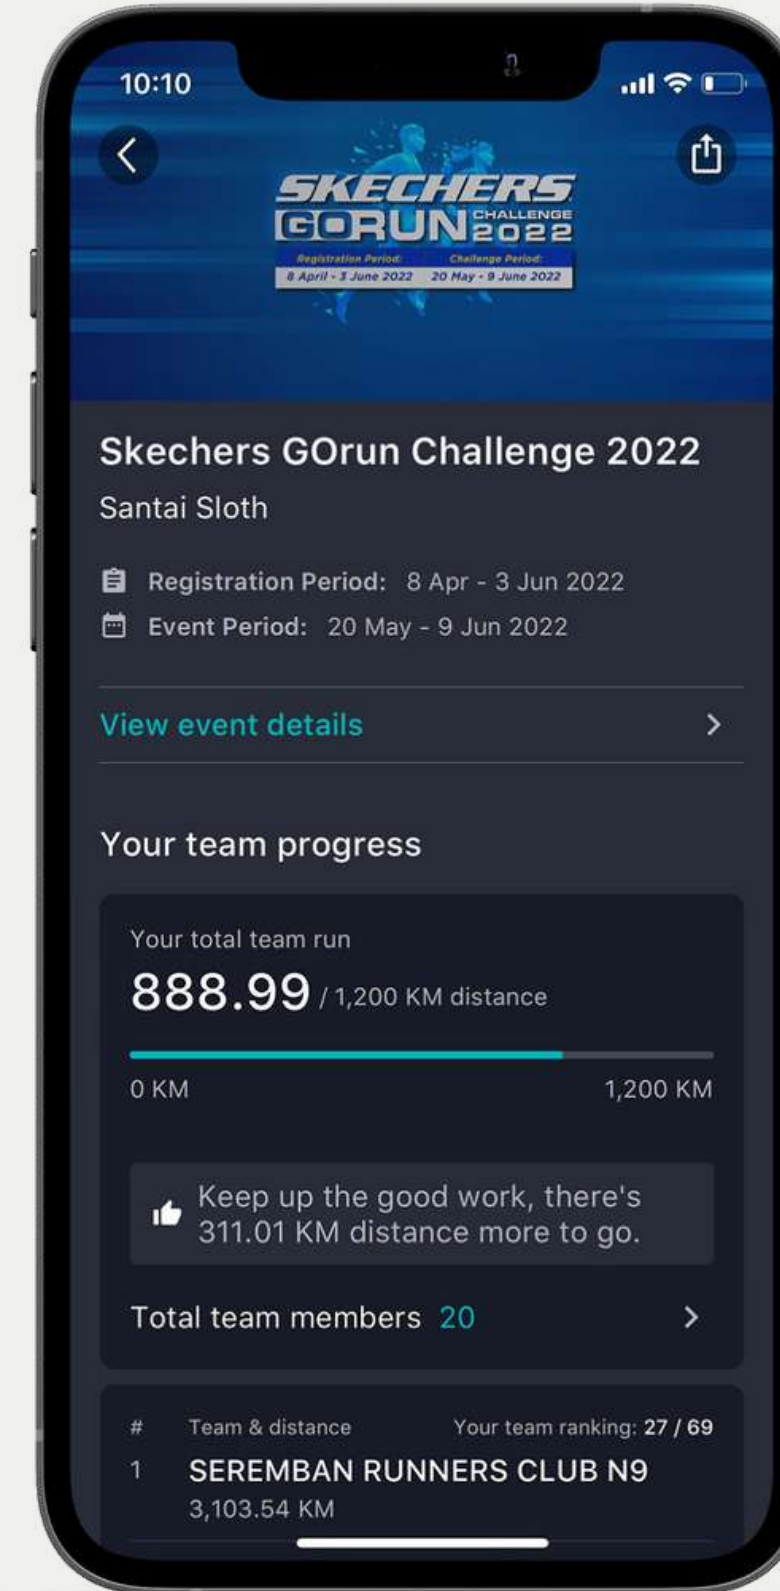 10:10
SKECHERS
GORUN CHALLENGE 2022
Registration Period: Challenge Period:
8 April - 3 June 2022 20 May - 9 June 2022
Skechers GOrun Challenge 2022
Santai Sloth
Registration Period: 8 Apr - 3 Jun 2022
Event Period: 20 May - 9 Jun 2022
View event details
Your team progress
Your total team run
888.99 / 1,200 KM distance
0 KM 1,200 KM
Keep up the good work, there's
311.01 KM distance more to go.
Total team members 20
# Team & distance Your team ranking: 27 / 69
1 SEREMBAN RUNNERS CLUB N9
3,103.54 KM